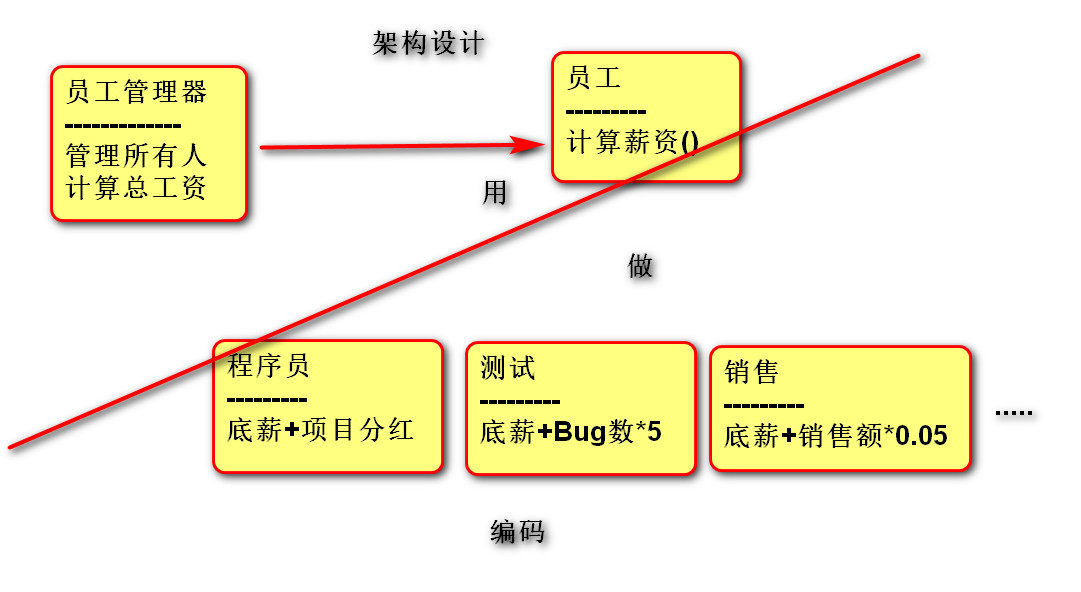 架构设计
员工管理器
-------------
管理所有人
计算总工资
员工
---------
计算薪资()
用
做
程序员
---------
底薪+项目分红
测试
---------
底薪+Bug数*5
销售
---------
底薪+销售额*0.05
.....
编码